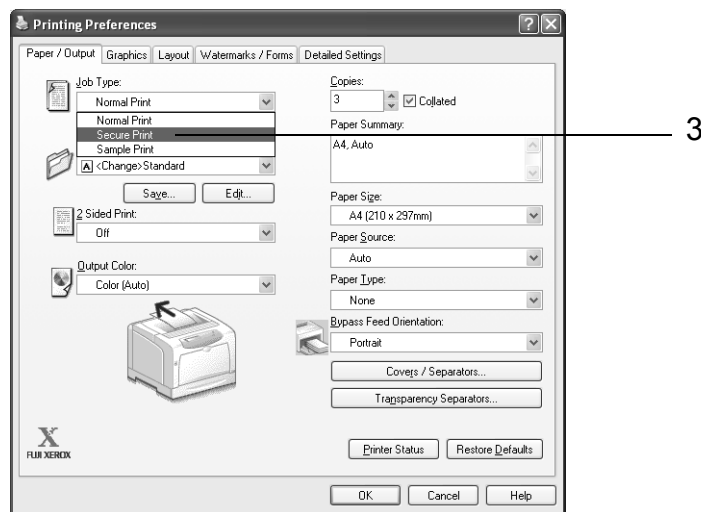 Printing Preferences
Paper / Output Graphics Layout Watermarks / Forms Detailed Settings
Job Type:
Normal Print
Normal Print
Secure Print
Sample Print
<Change>Standard
Save... Edit...
2 Sided Print:
Off
Output Color:
Color (Auto)
Copies:
3 Collated
Paper Summary:
A4, Auto
Paper Size:
A4 (210 x 297mm)
Paper Source:
Auto
Paper Type:
None
Bypass Feed Orientation:
Portrait
Covers / Separators...
Transparency Separators...
X
FUJI XEROX
Printer Status Restore Defaults
OK Cancel Help
3